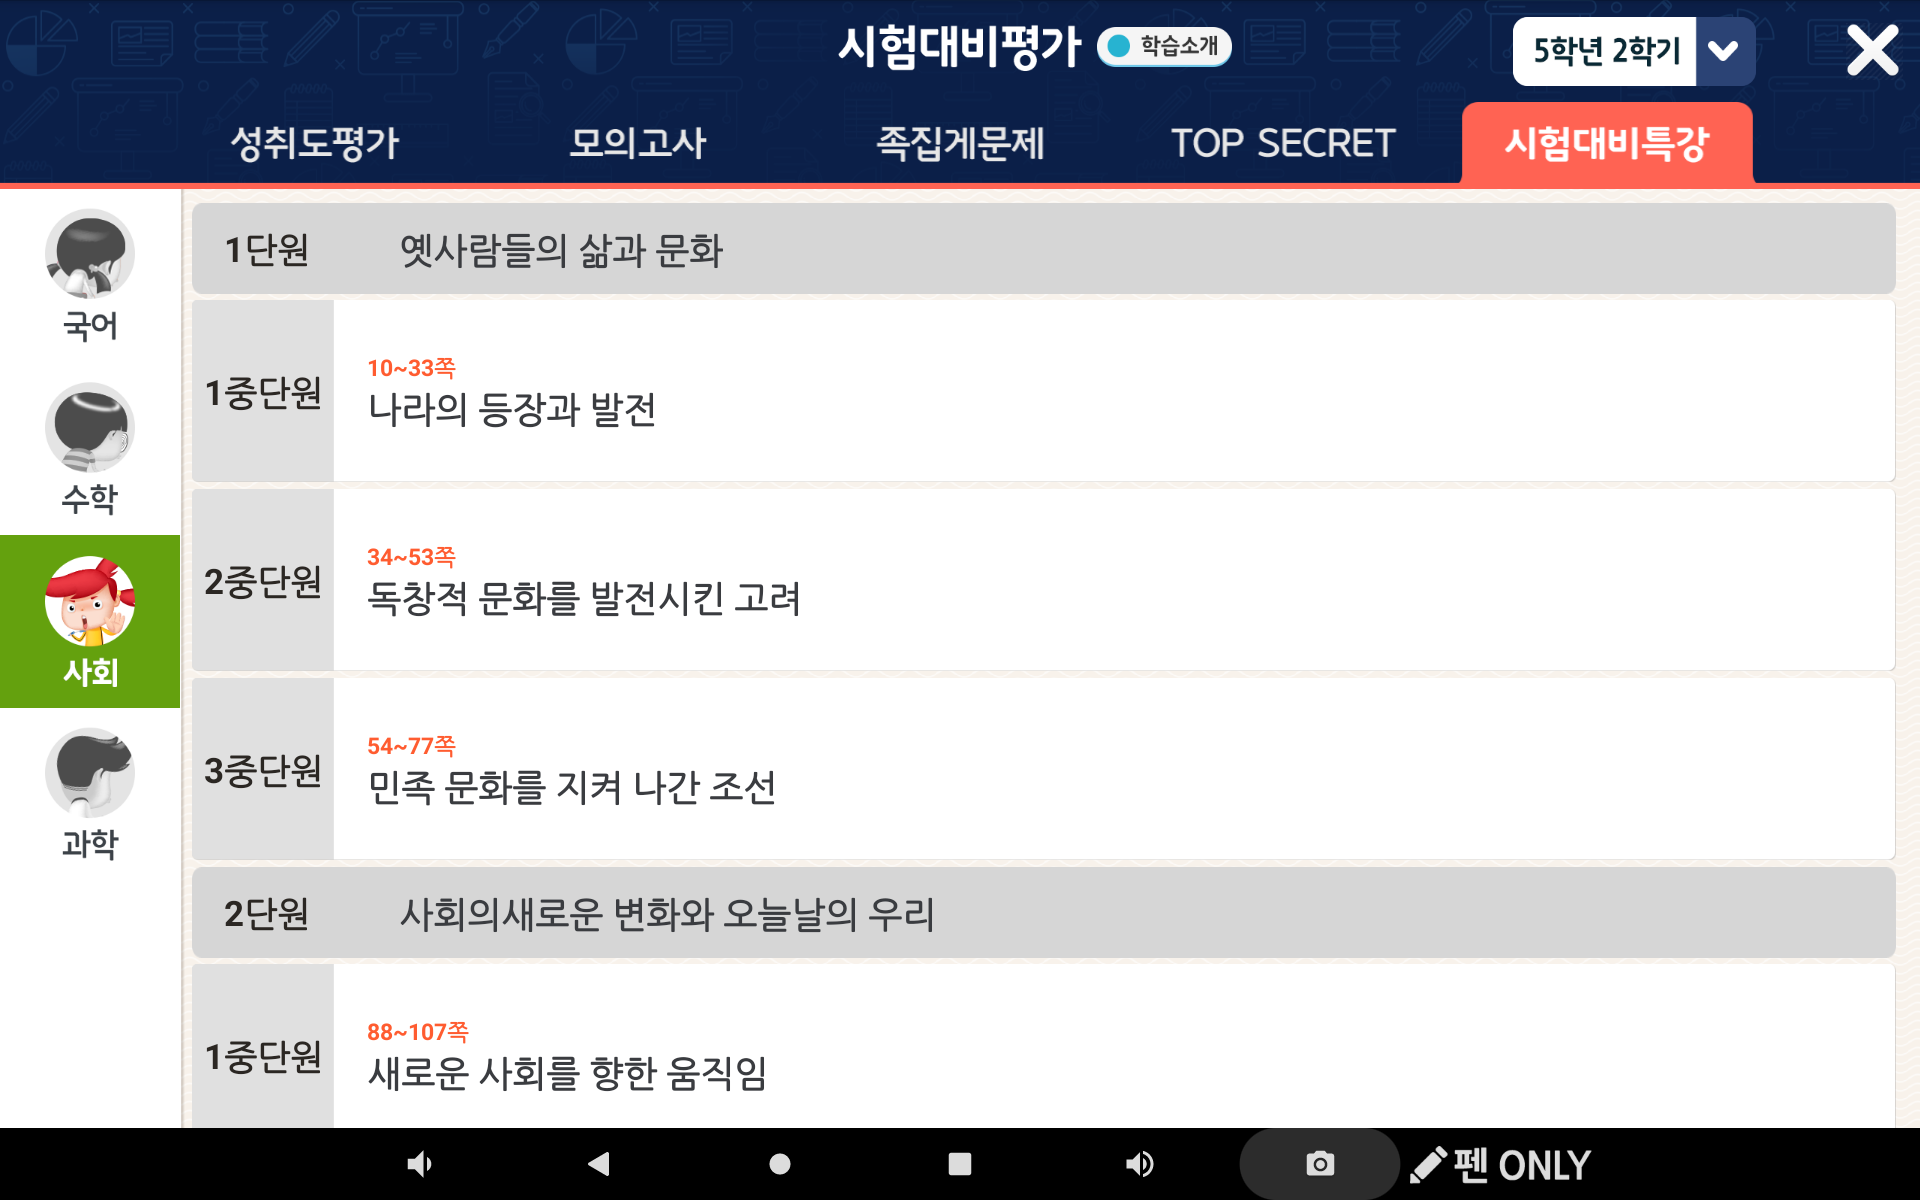 시험대비평가
학습소개
5학년 2학기
성취도평가
모의고사
족집게문제
TOP SECRET
시험대비특강
국어
수학
사회
과학
1단원 옛사람들의 삶과 문화
1중단원
10~33쪽
나라의 등장과 발전
2중단원
34~53쪽
독창적 문화를 발전시킨 고려
3중단원
54~77쪽
민족 문화를 지켜 나간 조선
2단원 사회의새로운 변화와 오늘날의 우리
1중단원
88~107쪽
새로운 사회를 향한 움직임
펜 ONLY